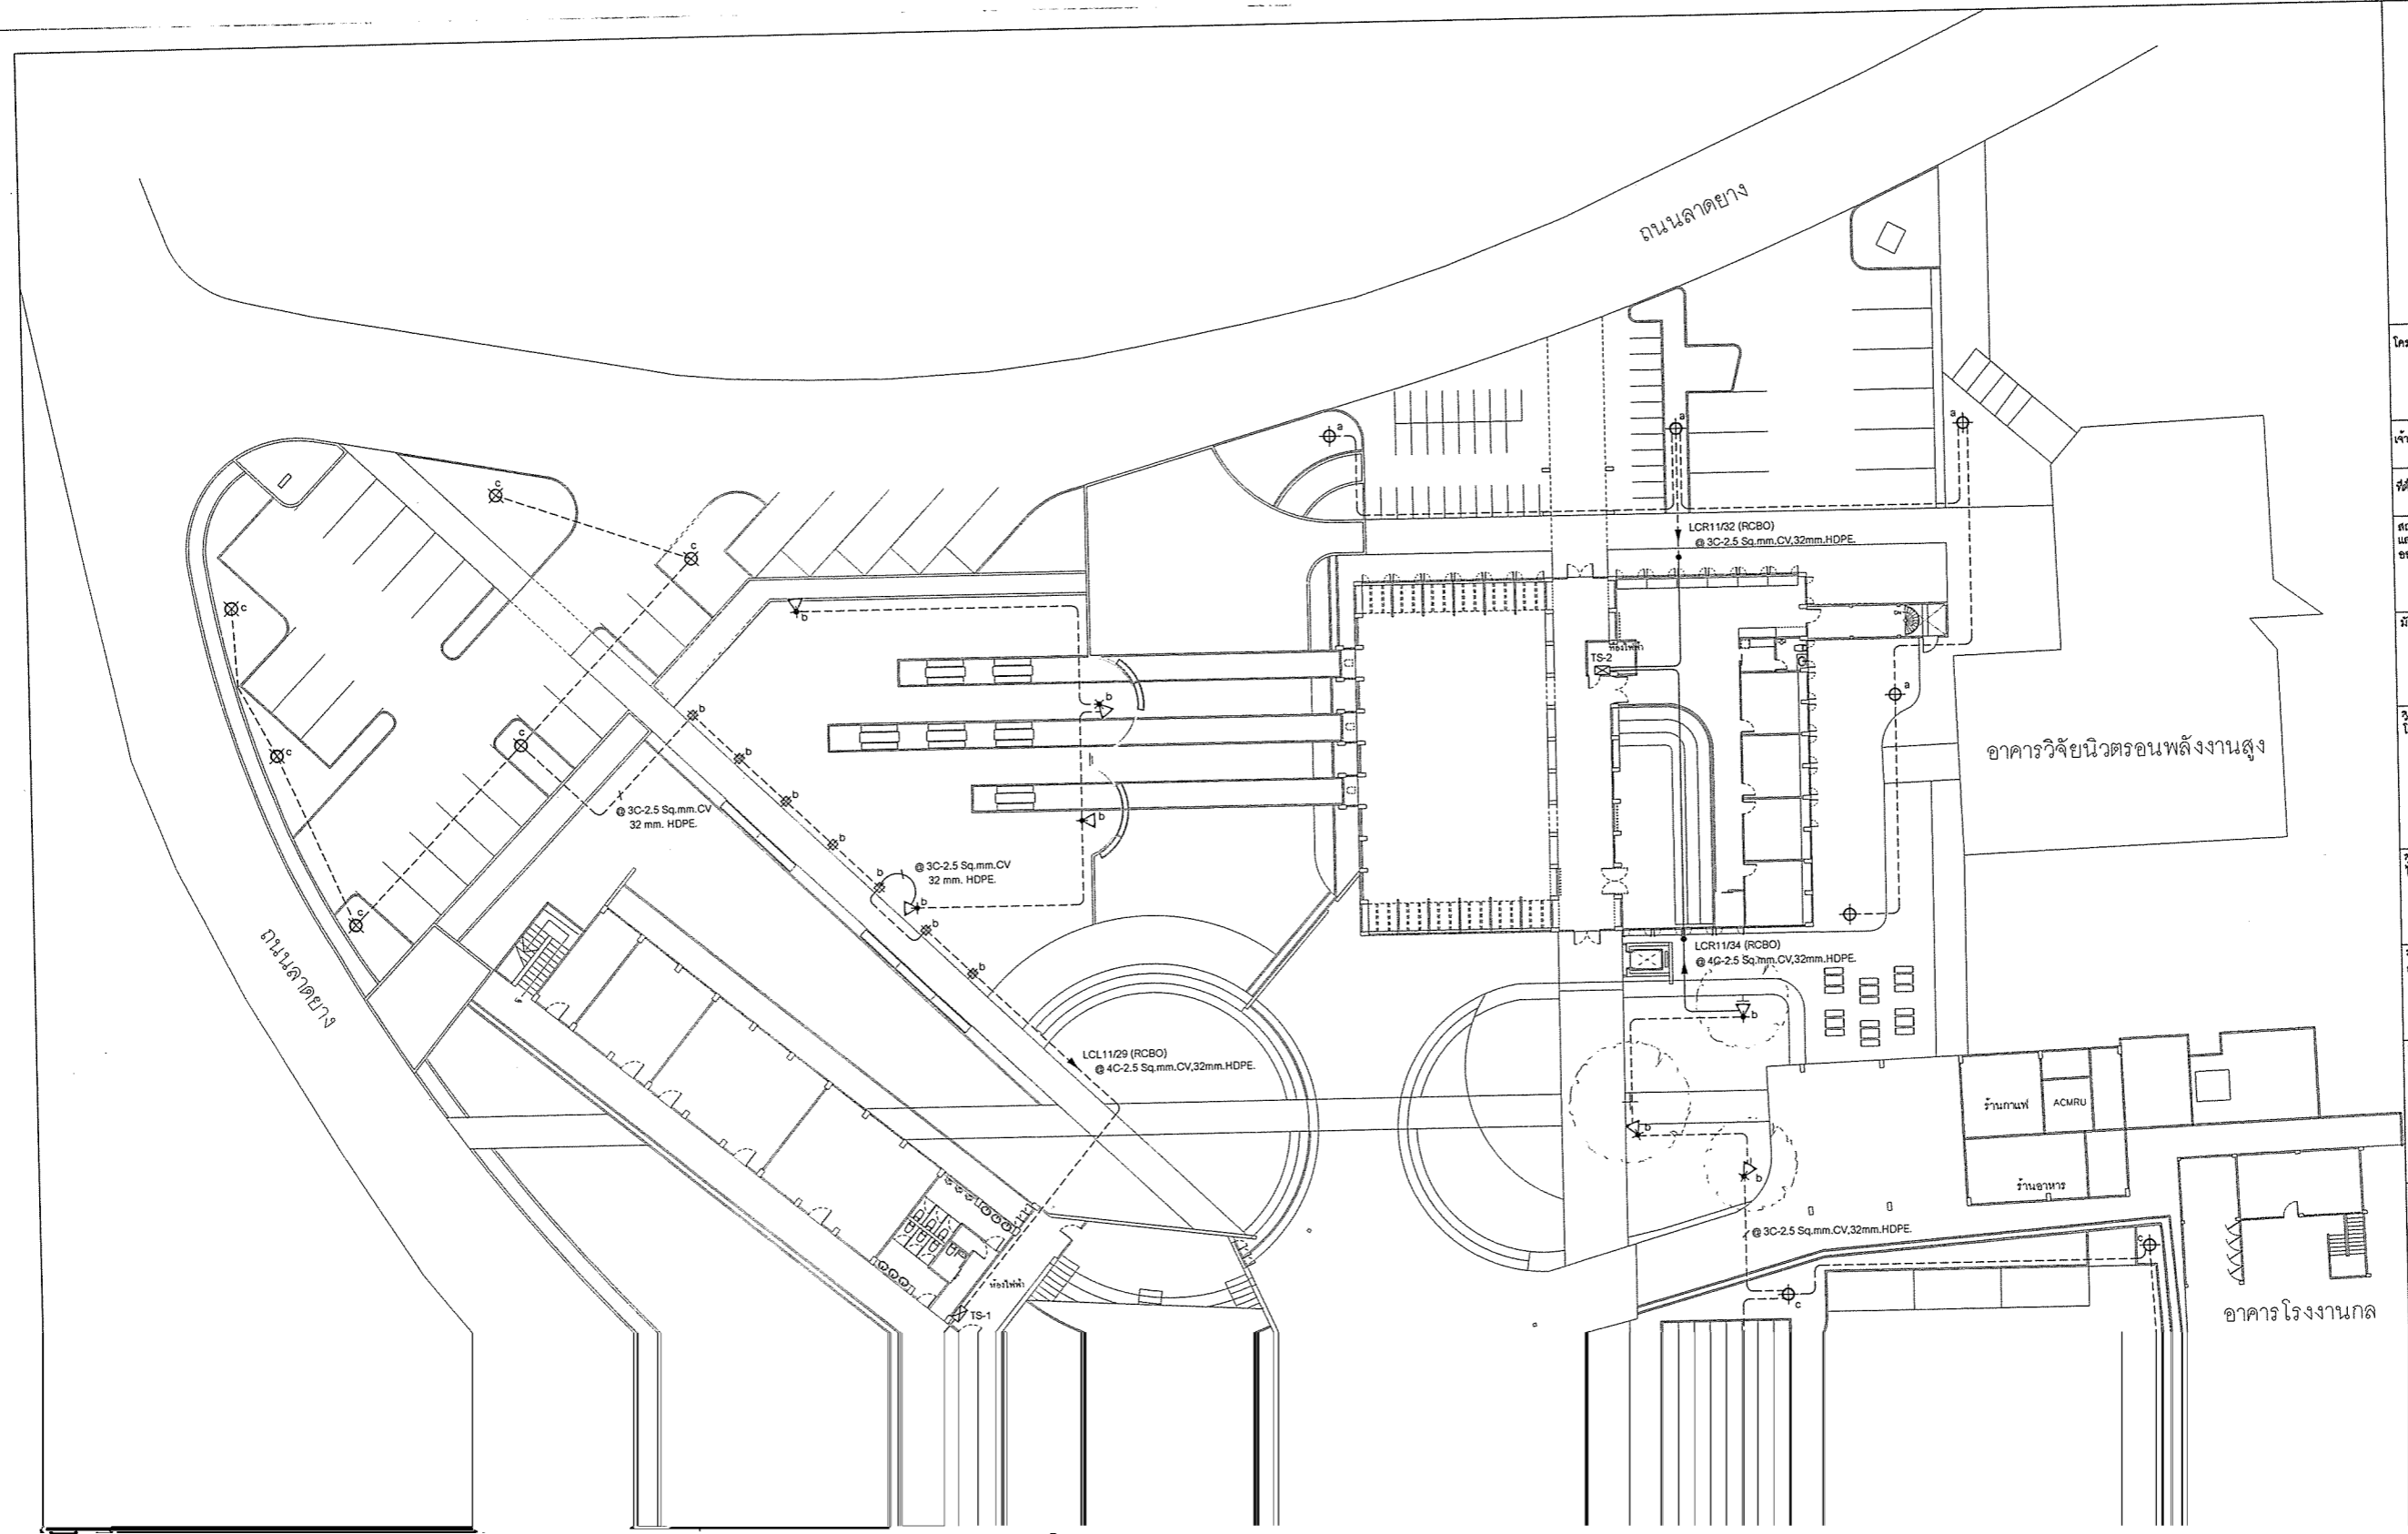 ถนนลาดยาง
a
a
a
c
c
LCR11/32 (RCBO)
@ 3C-2.5 Sq.mm.CV,32mm.HDPE.
c
b
ห้องไฟฟ้า
TS-2
b
a
b
c
b
อาคารวิจัยนิวตรอนพลังงานสูง
c
b
@ 3C-2.5 Sq.mm.CV
32 mm. HDPE.
b
b
@ 3C-2.5 Sq.mm.CV
32 mm. HDPE.
b
b
c
b
ถนนลาดยาง
LCR11/34 (RCBO)
@ 4C-2.5 Sq.mm.CV,32mm.HDPE.
b
b
LCL11/29 (RCBO)
@ 4C-2.5 Sq.mm.CV,32mm.HDPE.
ร้านกาแฟ
ACMRU
b
b
ร้านอาหาร
@ 3C-2.5 Sq.mm.CV,32mm.HDPE.
c
ห้องไฟฟ้า
c
TS-1
อาคารโรงงานกล